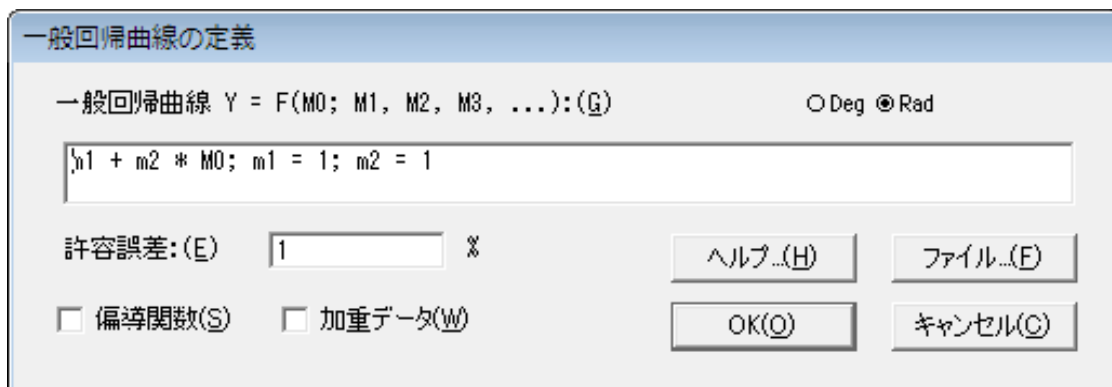 一般回帰曲線の定義
一般回帰曲線 Y = F(M0; M1, M2, M3, ...):(G) Deg Rad
m1 + m2 * M0; m1 = 1; m2 = 1
許容誤差:(E) 1 % ヘルプ...(H) ファイル...(F)
偏導関数(S) 加重データ(W) OK(O) キャンセル(C)